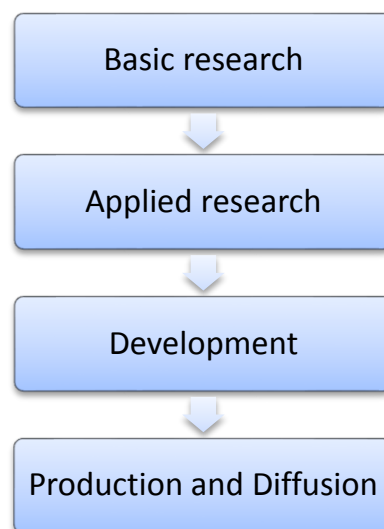 Basic research
Applied research
Development
Production and Diffusion